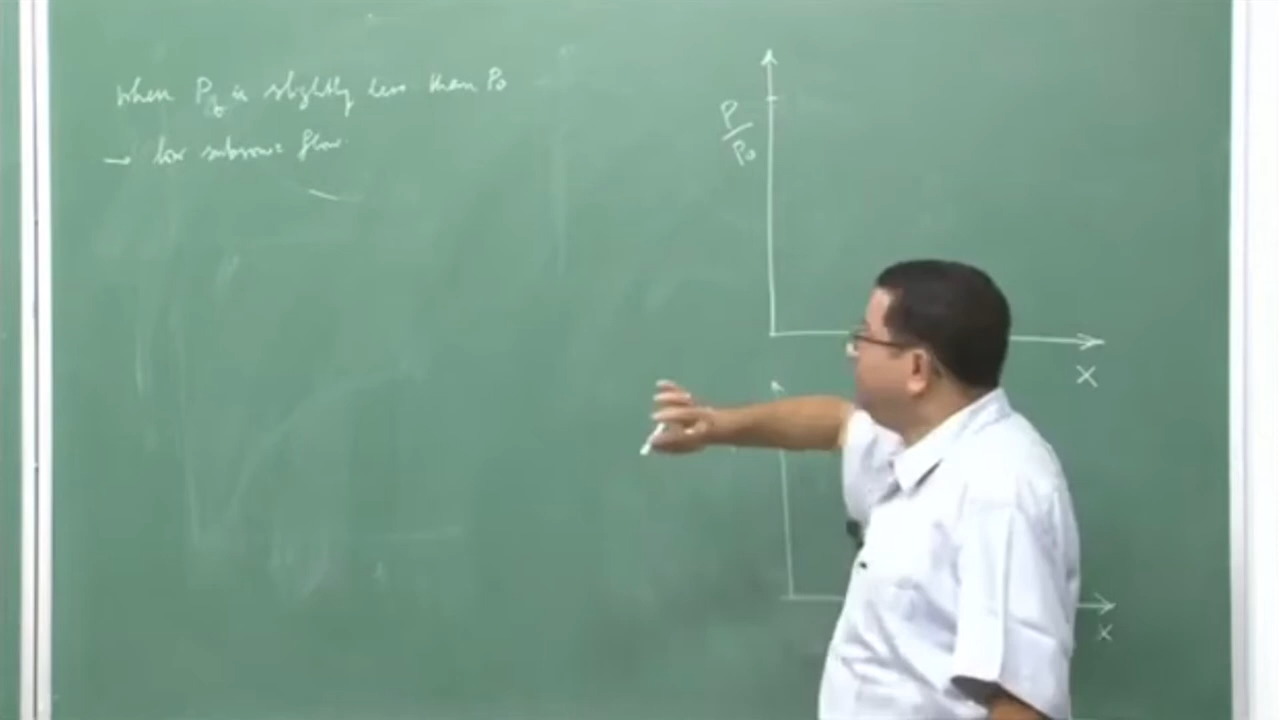 when P_b is slightly less than P₀
→ low subsonic flow
P/P₀
x
x